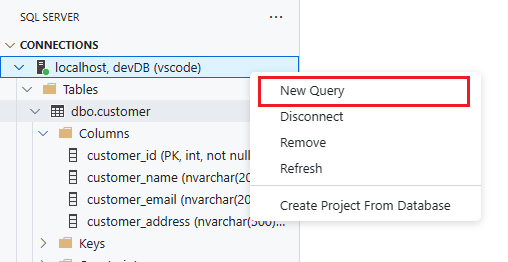 SQL SERVER
CONNECTIONS
localhost, devDB (vscode)
Tables
dbo.customer
Columns
customer_id (PK, int, not null
customer_name (nvarchar(20
customer_email (nvarchar(20
customer_address (nvarchar(500)...
Keys
New Query
Disconnect
Remove
Refresh
Create Project From Database